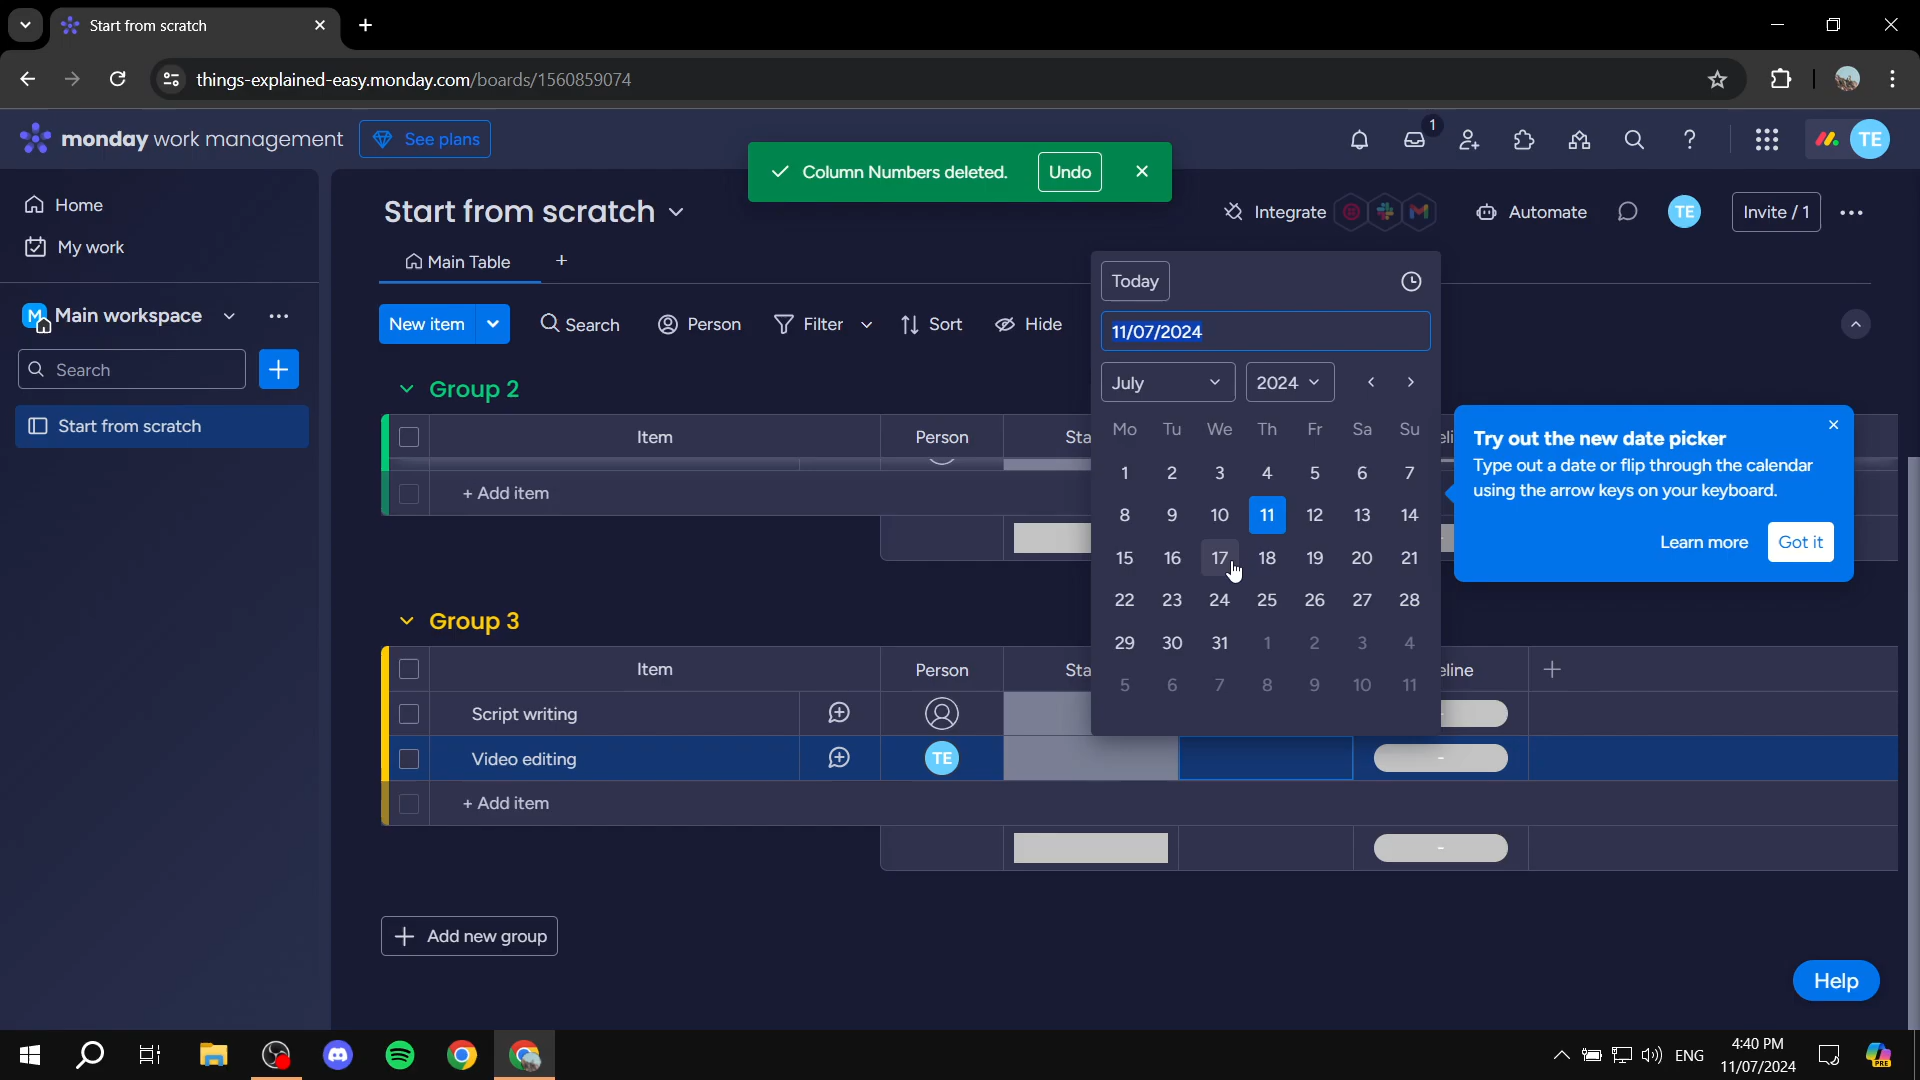 Start from scratch
things-explained-easy.monday.com/boards/1560859074
monday work management
See plans
1
TE
Column Numbers deleted.
Undo
Home
My work
Start from scratch
Integrate
Automate
TE
Invite / 1
Main Table
M Main workspace
Search
Start from scratch
New item
Search
Person
Filter
Sort
Hide
Today
11/07/2024
July
2024
Mo Tu We Th Fr Sa Su
1 2 3 4 5 6 7
8 9 10 11 12 13 14
15 16 17 18 19 20 21
22 23 24 25 26 27 28
29 30 31 1 2 3 4
5 6 7 8 9 10 11
Try out the new date picker
Type out a date or flip through the calendar
using the arrow keys on your keyboard.
Learn more
Got it
Group 2
Item
Person
Sta
eli
+ Add item
Group 3
Item
Person
Sta
eline
Script writing
Video editing
TE
-
+ Add item
-
+ Add new group
Help
ENG
4:40 PM
11/07/2024
PRE